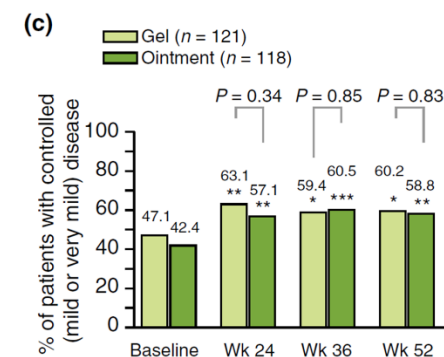 (c)
Gel (n = 121)
Ointment (n = 118)
P = 0.34 P = 0.85 P = 0.83
% of patients with controlled
(mild or very mild) disease
100
80
60
40
20
0
47.1 42.4 63.1 57.1 59.4 60.5 60.2 58.8
** ** * *** * **
Baseline Wk 24 Wk 36 Wk 52